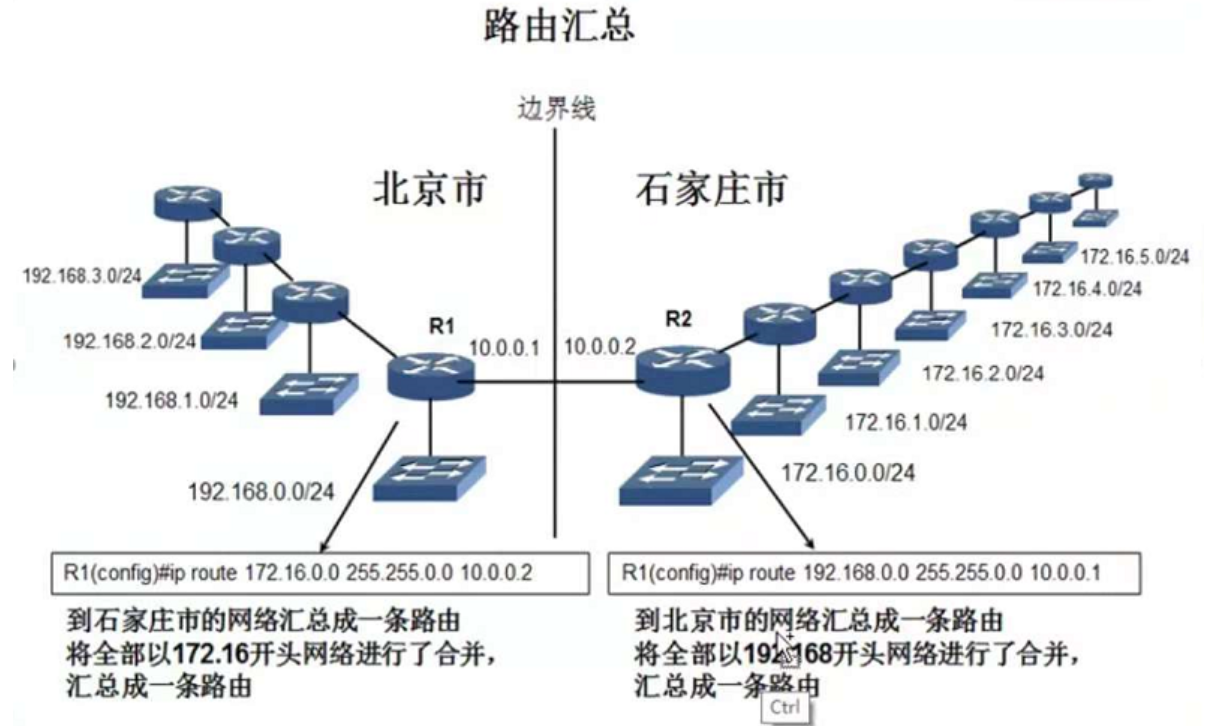 路由汇总
边界线
北京市
石家庄市
192.168.3.0/24
192.168.2.0/24
192.168.1.0/24
192.168.0.0/24
R1
10.0.0.1
10.0.0.2
R2
172.16.5.0/24
172.16.4.0/24
172.16.3.0/24
172.16.2.0/24
172.16.1.0/24
172.16.0.0/24
R1(config)#ip route 172.16.0.0 255.255.0.0 10.0.0.2
到石家庄市的网络汇总成一条路由
将全部以172.16开头网络进行了合并，
汇总成一条路由
R1(config)#ip route 192.168.0.0 255.255.0.0 10.0.0.1
到北京市的网络汇总成一条路由
将全部以192.168开头网络进行了合并，
汇总成一条路由
Ctrl